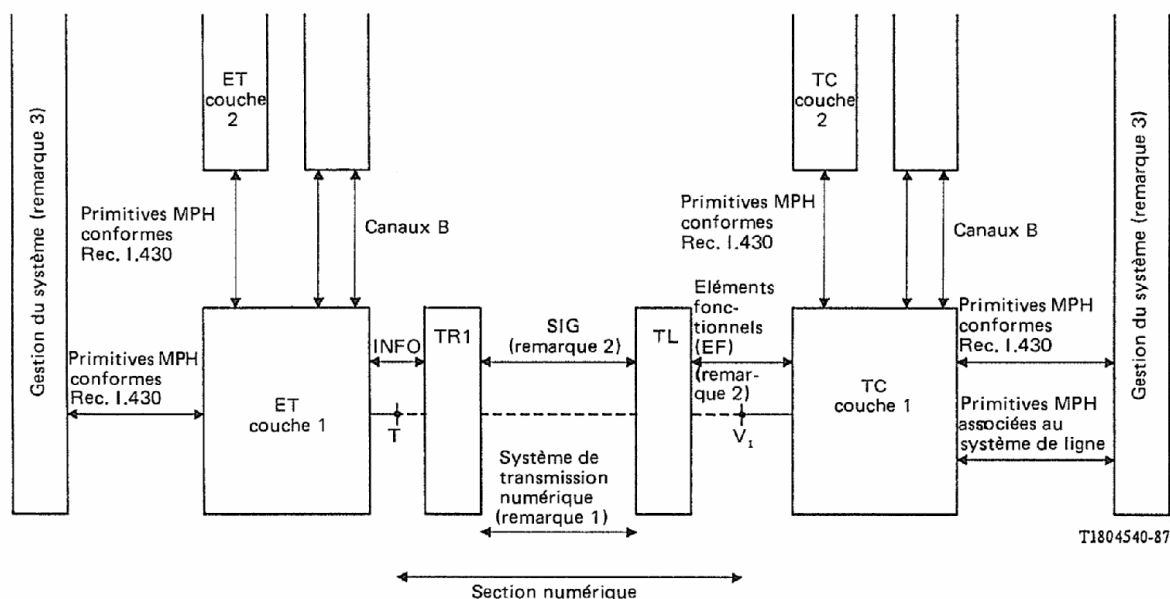 Gestion du système (remarque 3)
ET
couche
2
Primitives MPH
conformes
Rec. I.430
Canaux B
TC
couche
2
Primitives MPH
conformes
Rec. I.430
Canaux B
Gestion du système (remarque 3)
Primitives MPH
conformes
Rec. I.430
ET
couche 1
INFO
T
TR1
SIG
(remarque 2)
TL
Eléments
fonc-
tionnels
(EF)
(remar-
que 2)
V1
TC
couche 1
Primitives MPH
conformes
Rec. I.430
Primitives MPH
associées au
système de ligne
Système de
transmission
numérique
(remarque 1)
T1804540-87
Section numérique